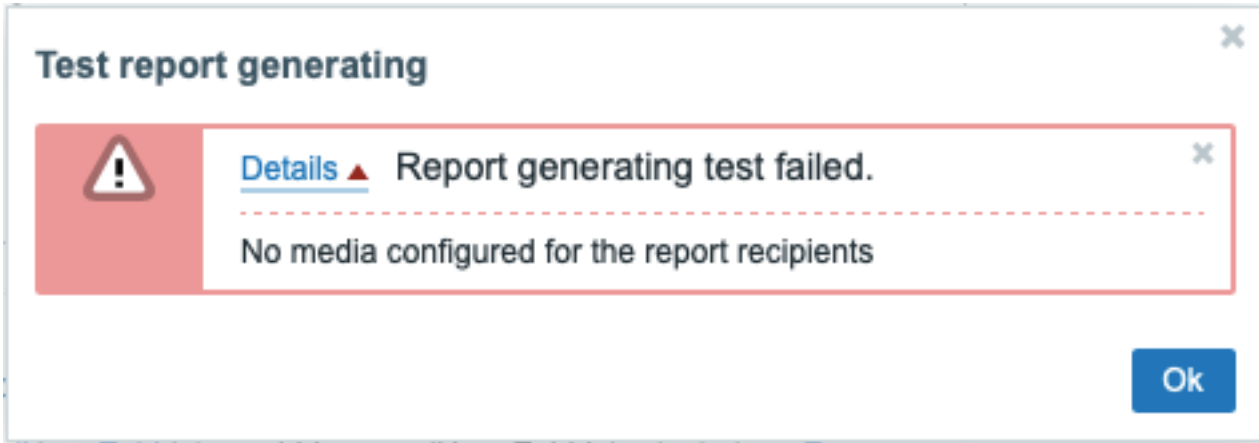 Test report generating
Details Report generating test failed.
No media configured for the report recipients
Ok